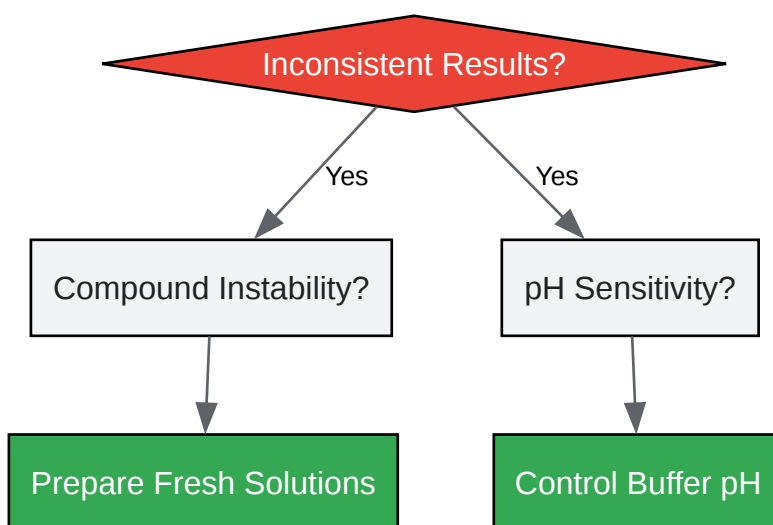 Inconsistent Results?
Yes
Yes
Compound Instability?
pH Sensitivity?
Prepare Fresh Solutions
Control Buffer pH